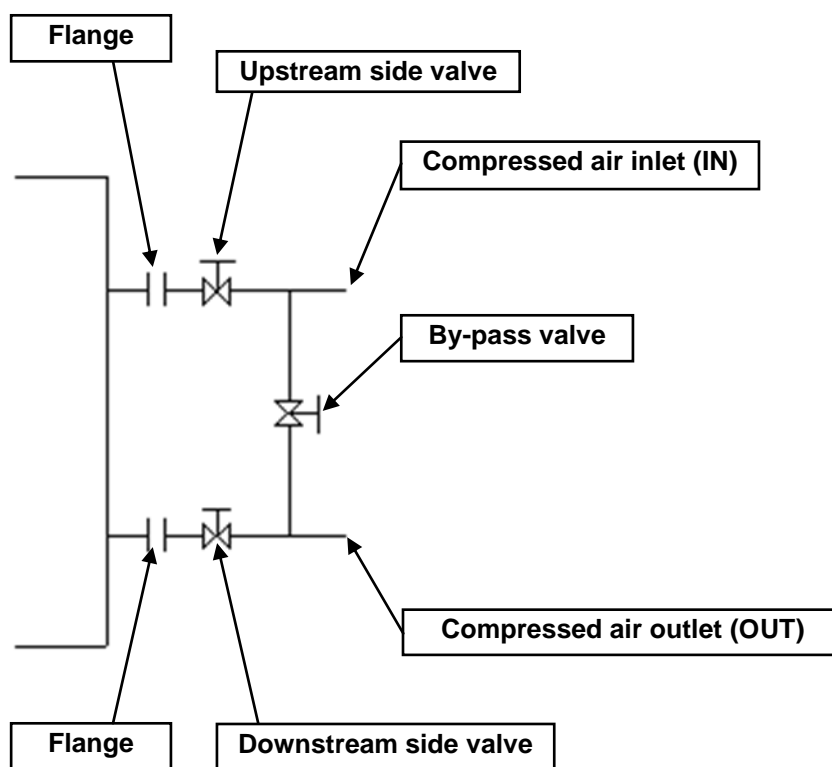 Flange
Upstream side valve
Compressed air inlet (IN)
By-pass valve
Compressed air outlet (OUT)
Flange
Downstream side valve